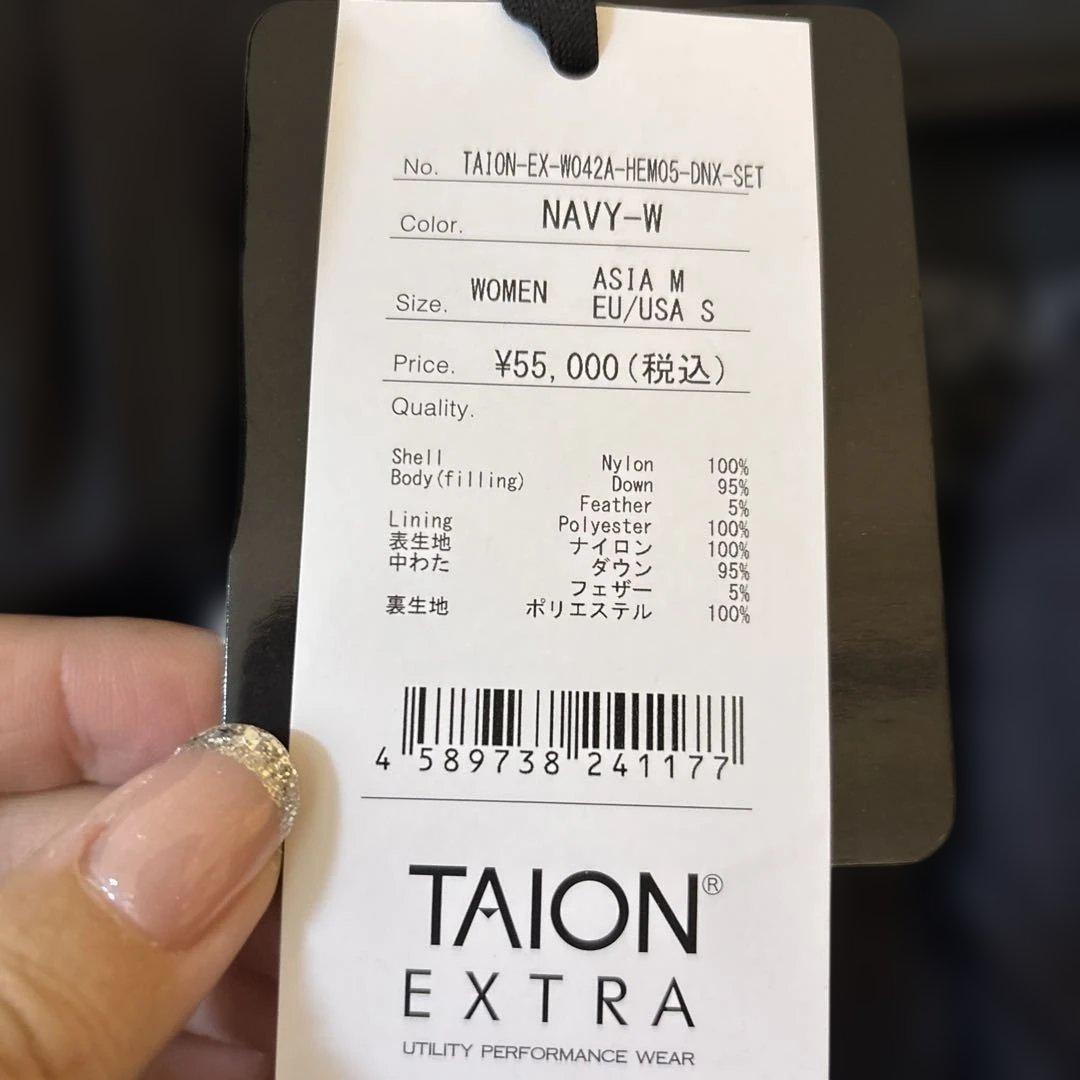 No. TAION-EX-W042A-HEM05-DNX-SET
Color. NAVY-W
Size. WOMEN ASIA M
EU/USA S
Price. ¥55,000(税込)
Quality.
Shell Nylon 100%
Body(filling) Down 95%
Feather 5%
Lining Polyester 100%
表生地 ナイロン 100%
中わた ダウン 95%
フェザー 5%
裏生地 ポリエステル 100%
4 589738 241177
TAION®
EXTRA
UTILITY PERFORMANCE WEAR